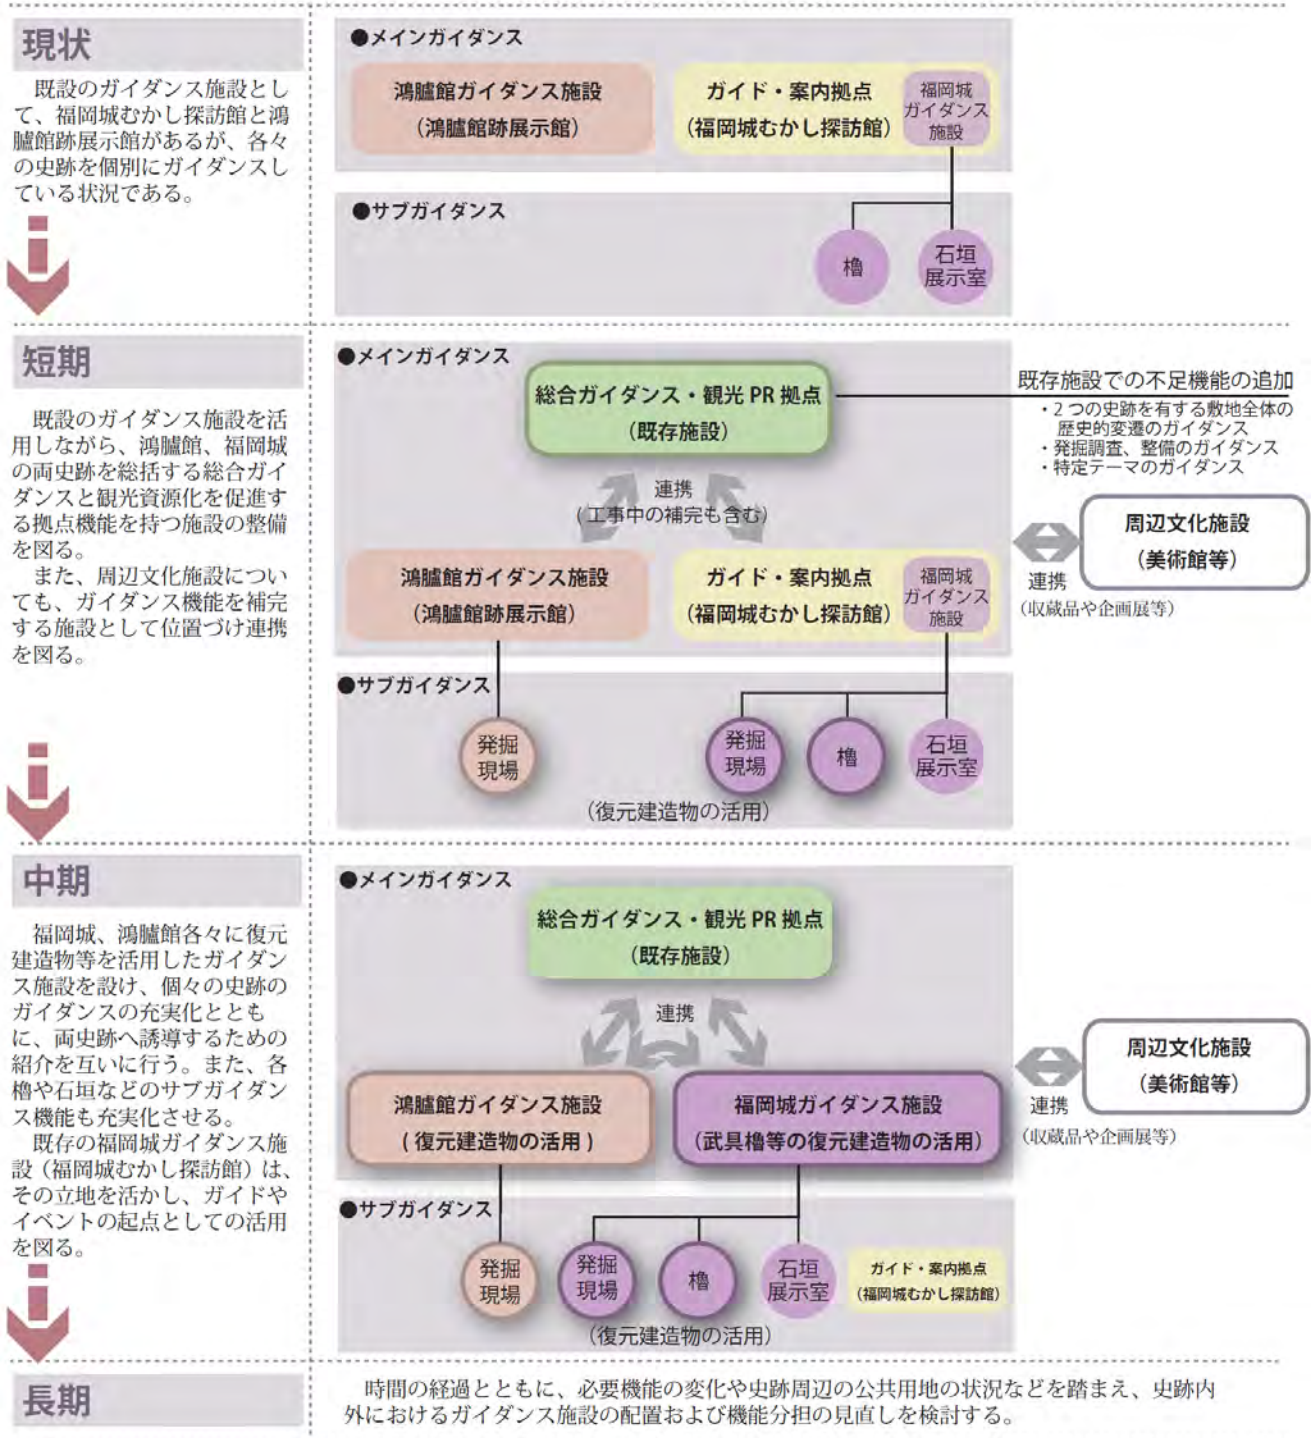 現状
既設のガイダンス施設とし
て、福岡城むかし探訪館と鴻
臚館跡展示館があるが、各々
の史跡を個別にガイダンスし
ている状況である。
●メインガイダンス
鴻臚館ガイダンス施設
(鴻臚館跡展示館)
ガイド・案内拠点
(福岡城むかし探訪館)
福岡城
ガイダンス
施設
●サブガイダンス
櫓
石垣
展示室
短期
既設のガイダンス施設を活
用しながら、鴻臚館、福岡城
の両史跡を総括する総合ガイ
ダンスと観光資源化を促進す
る拠点機能を持つ施設の整備
を図る。
また、周辺文化施設につい
ても、ガイダンス機能を補完
する施設として位置づけ連携
を図る。
●メインガイダンス
総合ガイダンス・観光 PR 拠点
(既存施設)
既存施設での不足機能の追加
・2 つの史跡を有する敷地全体の
歴史的変遷のガイダンス
・発掘調査、整備のガイダンス
・特定テーマのガイダンス
連携
(工事中の補完も含む)
鴻臚館ガイダンス施設
(鴻臚館跡展示館)
ガイド・案内拠点
(福岡城むかし探訪館)
福岡城
ガイダンス
施設
周辺文化施設
(美術館等)
連携
(収蔵品や企画展等)
●サブガイダンス
発掘
現場
発掘
現場
櫓
石垣
展示室
(復元建造物の活用)
中期
福岡城、鴻臚館各々に復元
建造物等を活用したガイダン
ス施設を設け、個々の史跡の
ガイダンスの充実化ととも
に、両史跡へ誘導するための
紹介を互いに行う。また、各
櫓や石垣などのサブガイダン
ス機能も充実化させる。
既存の福岡城ガイダンス施
設（福岡城むかし探訪館）は、
その立地を活かし、ガイドや
イベントの起点としての活用
を図る。
●メインガイダンス
総合ガイダンス・観光 PR 拠点
(既存施設)
連携
鴻臚館ガイダンス施設
( 復元建造物の活用 )
福岡城ガイダンス施設
(武具櫓等の復元建造物の活用)
周辺文化施設
(美術館等)
連携
(収蔵品や企画展等)
●サブガイダンス
発掘
現場
発掘
現場
櫓
石垣
展示室
ガイド・案内拠点
(福岡城むかし探訪館)
(復元建造物の活用)
長期
時間の経過とともに、必要機能の変化や史跡周辺の公共用地の状況などを踏まえ、史跡内
外におけるガイダンス施設の配置および機能分担の見直しを検討する。